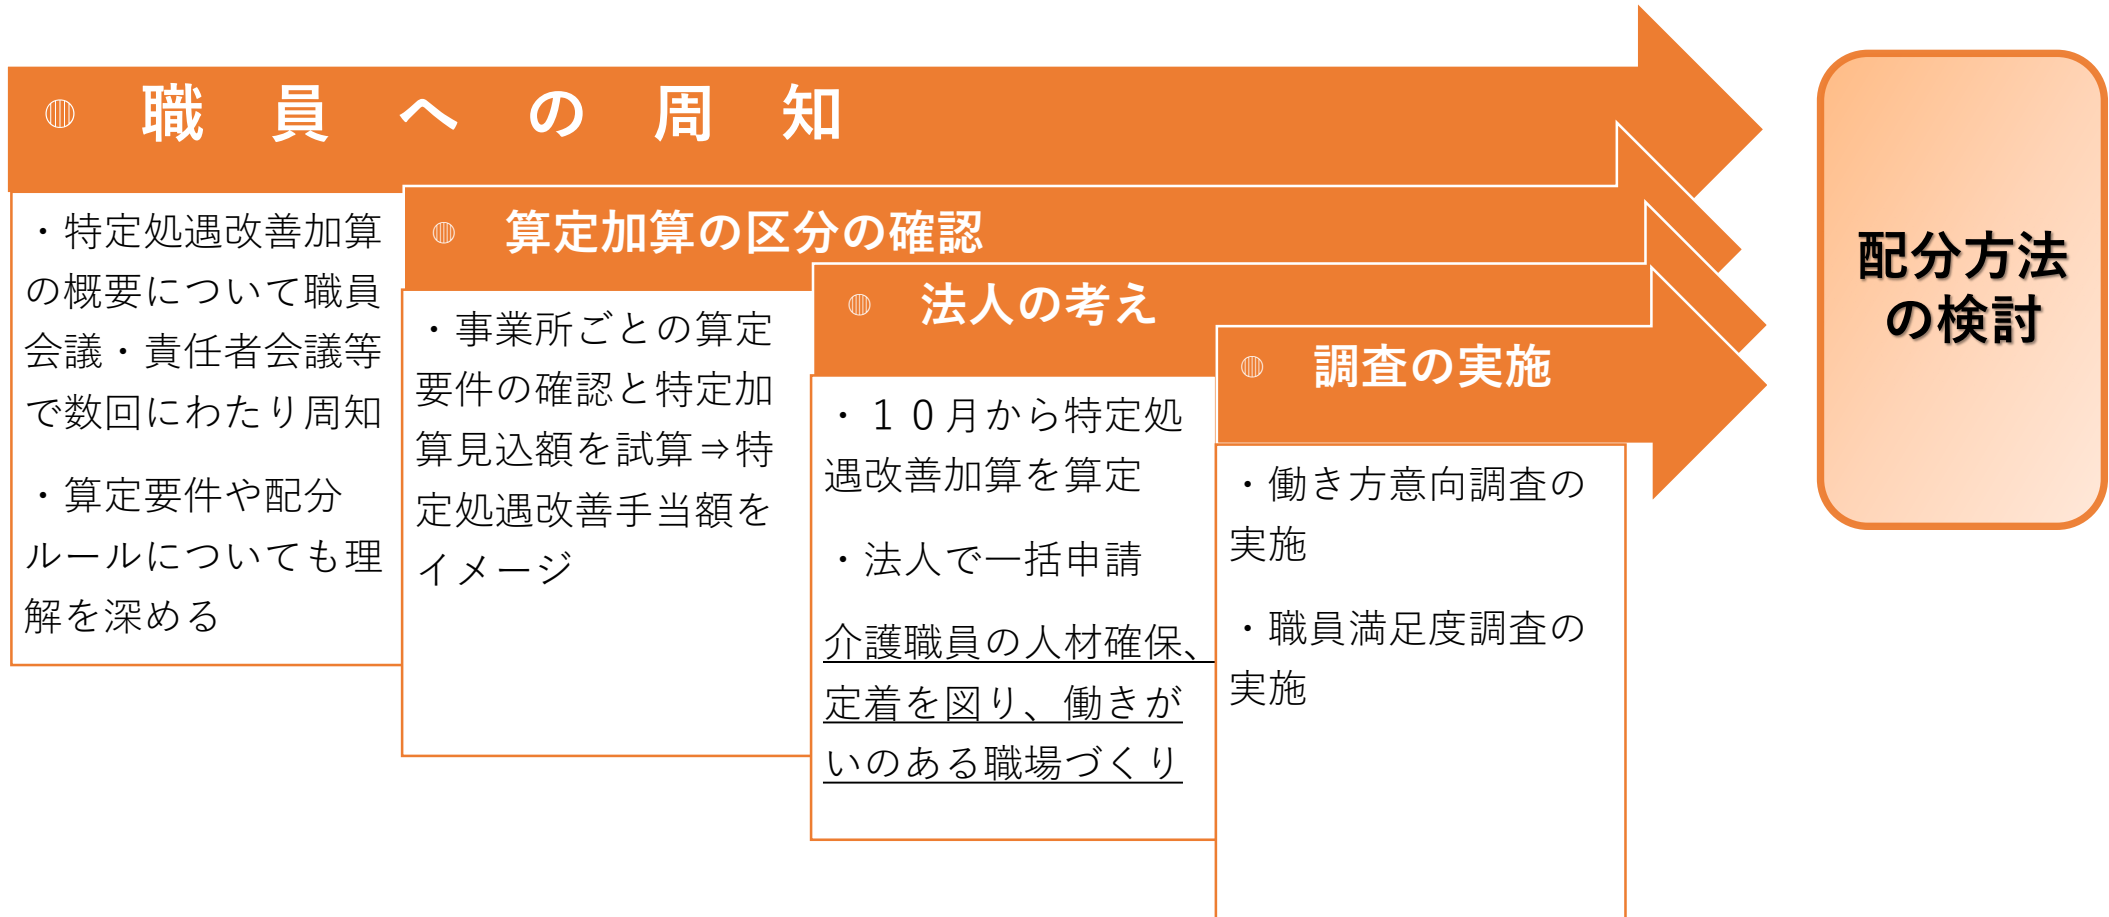 職員への周知
・特定処遇改善加算
の概要について職員
会議・責任者会議等
で数回にわたり周知
・算定要件や配分
ルールについても理
解を深める
算定加算の区分の確認
・事業所ごとの算定
要件の確認と特定加
算見込額を試算⇒特
定処遇改善手当額を
イメージ
法人の考え
・１０月から特定処
遇改善加算を算定
・法人で一括申請
介護職員の人材確保、
定着を図り、働きが
いのある職場づくり
調査の実施
・働き方意向調査の
実施
・職員満足度調査の
実施
配分方法
の検討